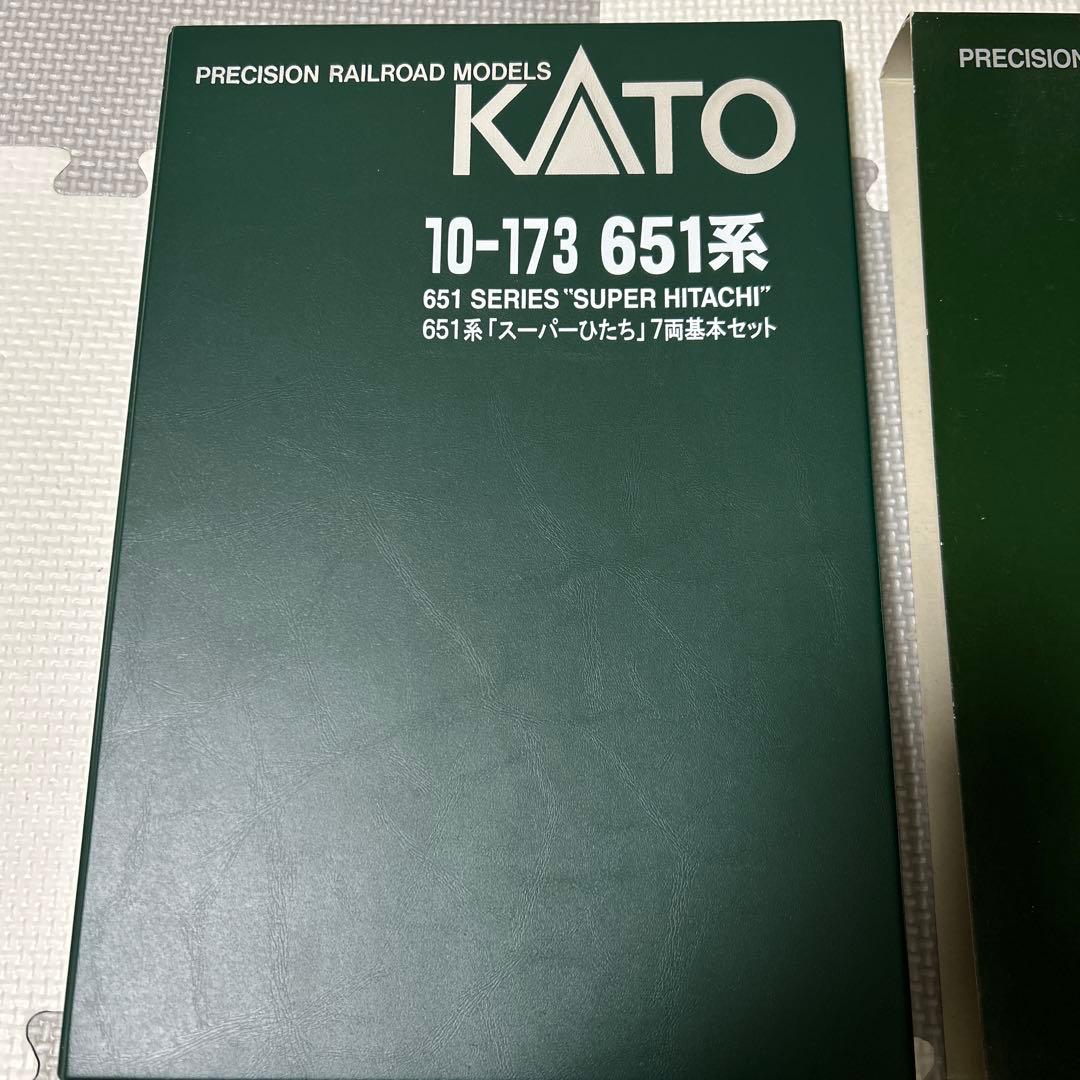 PRECISION RAILROAD MODELS
KATO
10-173 651系
651 SERIES "SUPER HITACHI"
651系「スーパーひたち」7両基本セット
PRECISION